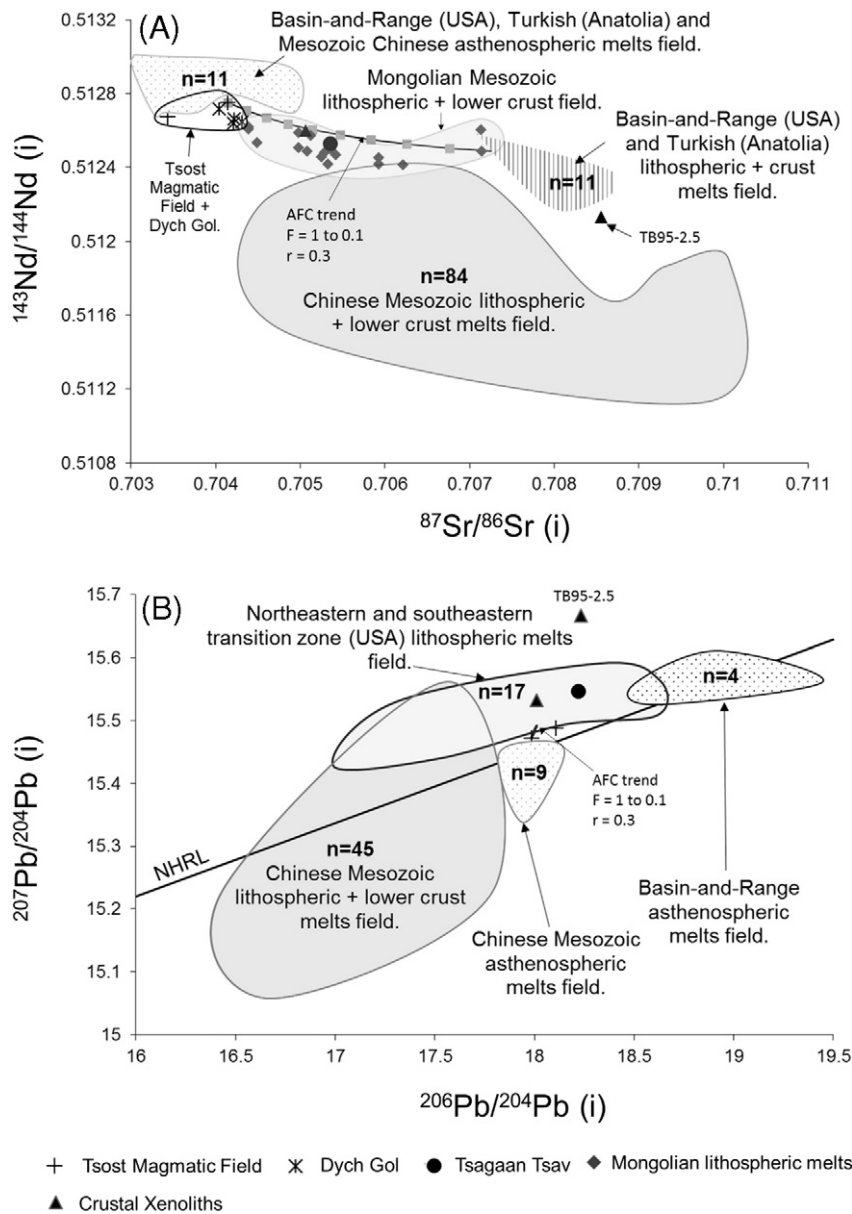 (A)
Basin-and-Range (USA), Turkish (Anatolia) and
Mesozoic Chinese asthenospheric melts field.
n=11
Mongolian Mesozoic
lithospheric + lower crust field.
Basin-and-Range (USA)
and Turkish (Anatolia)
lithospheric + crust
melts field.
n=11
Tsost
Magmatic
Field +
Dych Gol.
AFC trend
F = 1 to 0.1
r = 0.3
TB95-2.5
n=84
Chinese Mesozoic lithospheric
+ lower crust melts field.
0.5132
0.5128
0.5124
0.512
0.5116
0.5112
0.5108
¹⁴³Nd/¹⁴⁴Nd (i)
0.703 0.704 0.705 0.706 0.707 0.708 0.709 0.71 0.711
⁸⁷Sr/⁸⁶Sr (i)
(B)
TB95-2.5
Northeastern and southeastern
transition zone (USA) lithospheric melts
field.
n=17
n=4
n=9
AFC trend
F = 1 to 0.1
r = 0.3
NHRL
n=45
Chinese Mesozoic
lithospheric + lower crust
melts field.
Chinese Mesozoic
asthenospheric
melts field.
Basin-and-Range
asthenospheric
melts field.
15.7
15.6
15.5
15.4
15.3
15.2
15.1
15
²⁰⁷Pb/²⁰⁴Pb (i)
16 16.5 17 17.5 18 18.5 19 19.5
²⁰⁶Pb/²⁰⁴Pb (i)
Tsost Magmatic Field Dych Gol Tsagaan Tsav Mongolian lithospheric melts
Crustal Xenoliths